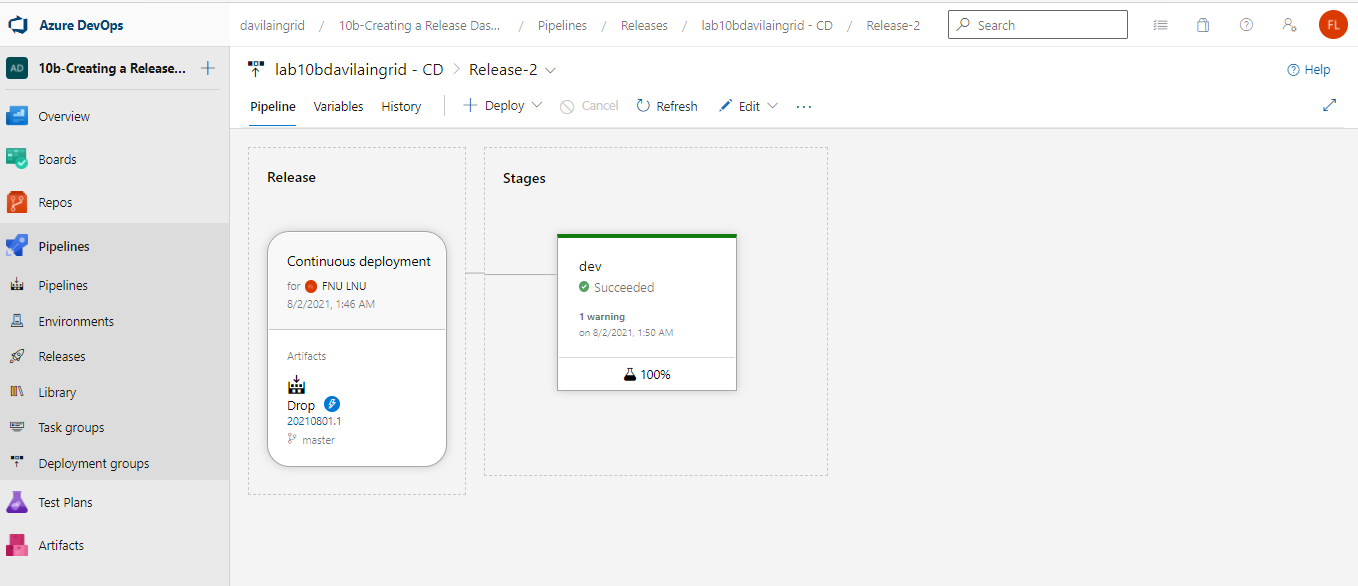 Azure DevOps
davilaingrid / 10b-Creating a Release Das... / Pipelines / Releases / lab10bdavilaingrid - CD / Release-2
Search
FL
AD 10b-Creating a Release...
Overview
Boards
Repos
Pipelines
Pipelines
Environments
Releases
Library
Task groups
Deployment groups
Test Plans
Artifacts
lab10bdavilaingrid - CD > Release-2
Help
Pipeline Variables History Deploy Cancel Refresh Edit ...
Release
Continuous deployment
for FNU LNU
8/2/2021, 1:46 AM
Artifacts
Drop
20210801.1
master
Stages
dev
Succeeded
1 warning
on 8/2/2021, 1:50 AM
100%